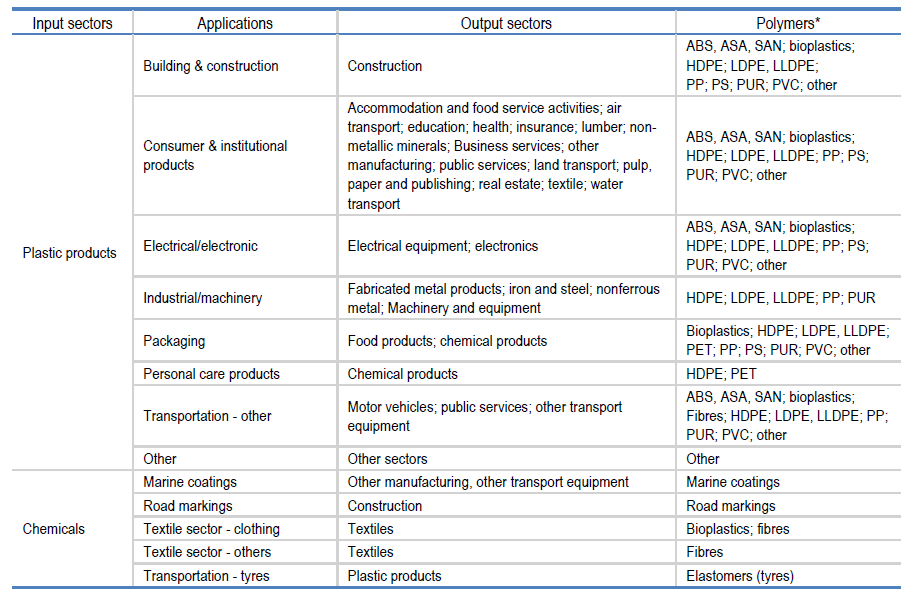 Input sectors Applications Output sectors Polymers*
Plastic products
Building & construction
Construction
ABS, ASA, SAN; bioplastics;
HDPE; LDPE, LLDPE;
PP; PS; PUR; PVC; other
Consumer & institutional
products
Accommodation and food service activities; air
transport; education; health; insurance; lumber; non-
metallic minerals; Business services; other
manufacturing; public services; land transport; pulp,
paper and publishing; real estate; textile; water
transport
ABS, ASA, SAN; bioplastics;
HDPE; LDPE, LLDPE; PP; PS;
PUR; PVC; other
Electrical/electronic
Electrical equipment; electronics
ABS, ASA, SAN; bioplastics;
HDPE; LDPE, LLDPE; PP; PS;
PUR; PVC; other
Industrial/machinery
Fabricated metal products; iron and steel; nonferrous
metal; Machinery and equipment
HDPE; LDPE, LLDPE; PP; PUR
Packaging
Food products; chemical products
Bioplastics; HDPE; LDPE, LLDPE;
PET; PP; PS; PUR; PVC; other
Personal care products
Chemical products
HDPE; PET
Transportation - other
Motor vehicles; public services; other transport
equipment
ABS, ASA, SAN; bioplastics;
Fibres; HDPE; LDPE, LLDPE; PP;
PUR; PVC; other
Other
Other sectors
Other
Chemicals
Marine coatings
Other manufacturing, other transport equipment
Marine coatings
Road markings
Construction
Road markings
Textile sector - clothing
Textiles
Bioplastics; fibres
Textile sector - others
Textiles
Fibres
Transportation - tyres
Plastic products
Elastomers (tyres)